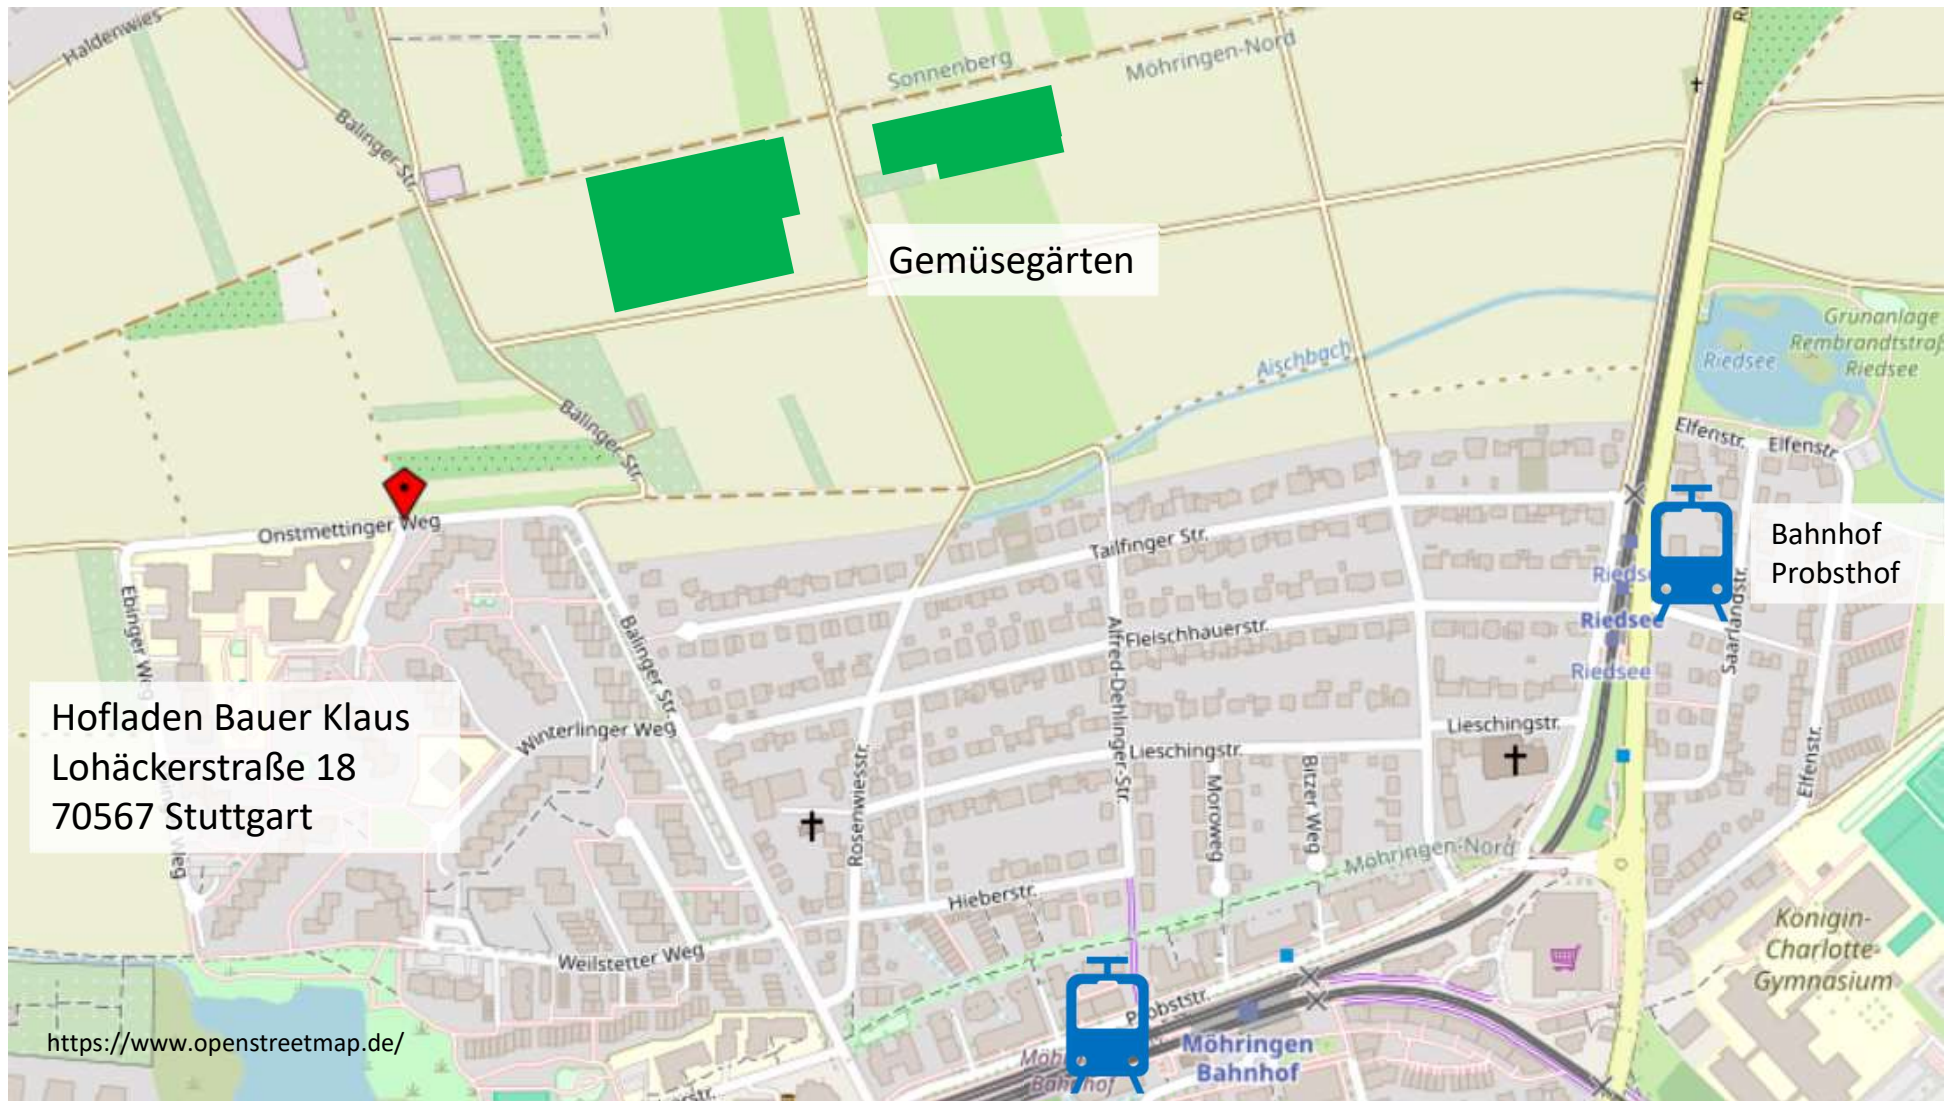 Haldenwies
Balinger Str.
Sonnenberg
Möhringen-Nord
Gemüsegärten
Aischbach
Grünanlage
Riedsee
Riedsee
Balinger Str.
Elfenstr.
Elfenstr.
Onstmettinger Weg
Tailfinger Str.
Bahnhof
Probsthof
Ebinger Weg
Balinger Str.
Alfred-Dehlinger-Str.
Fleischhauerstr.
Riedsee
Riedsee
Saarlandstr.
Hofladen Bauer Klaus
Lohäckerstraße 18
70567 Stuttgart
Winterlinger Weg
Rosenwiesstr.
Lieschingstr.
Lieschingstr.
Moroweg
Bitzer Weg
Elfenstr.
Möhringen-Nord
Hieberstr.
Weilstetter Weg
Königin-
Charlotte-
Gymnasium
Möhringen
Bahnhof
Bahnhof
https://www.openstreetmap.de/